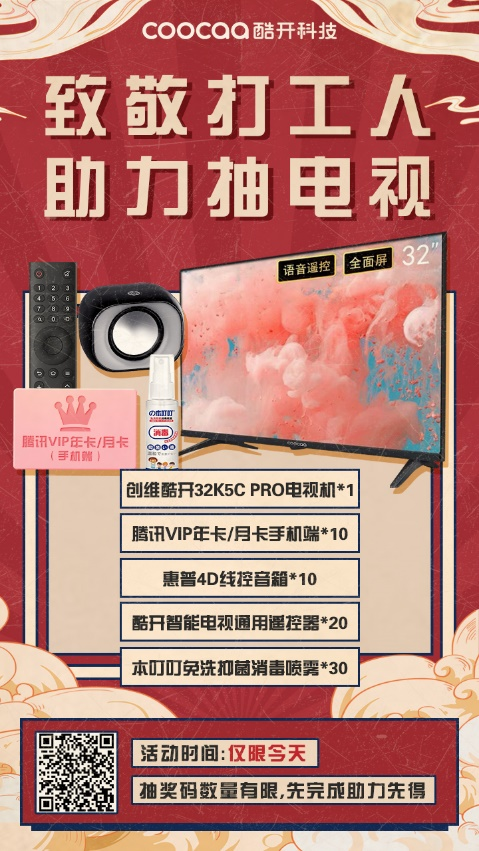 coocaa 酷开科技
致敬打工人
助力抽电视
语音遥控 全面屏 32"
腾讯VIP年卡/月卡
(手机端)
消毒
coocaa
创维酷开32K5C PRO电视机*1
腾讯VIP年卡/月卡手机端*10
惠普4D线控音箱*10
酷开智能电视通用遥控器*20
本叮叮免洗抑菌消毒喷雾*30
活动时间:仅限今天
抽奖码数量有限,先完成助力先得